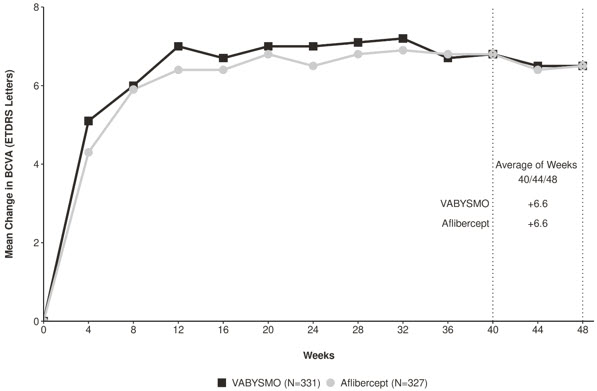 8
6
4
2
0
Mean Change in BCVA (ETDRS Letters)
Average of Weeks
40/44/48
VABYSMO +6.6
Aflibercept +6.6
0 4 8 12 16 20 24 28 32 36 40 44 48
Weeks
VABYSMO (N=331) Aflibercept (N=327)